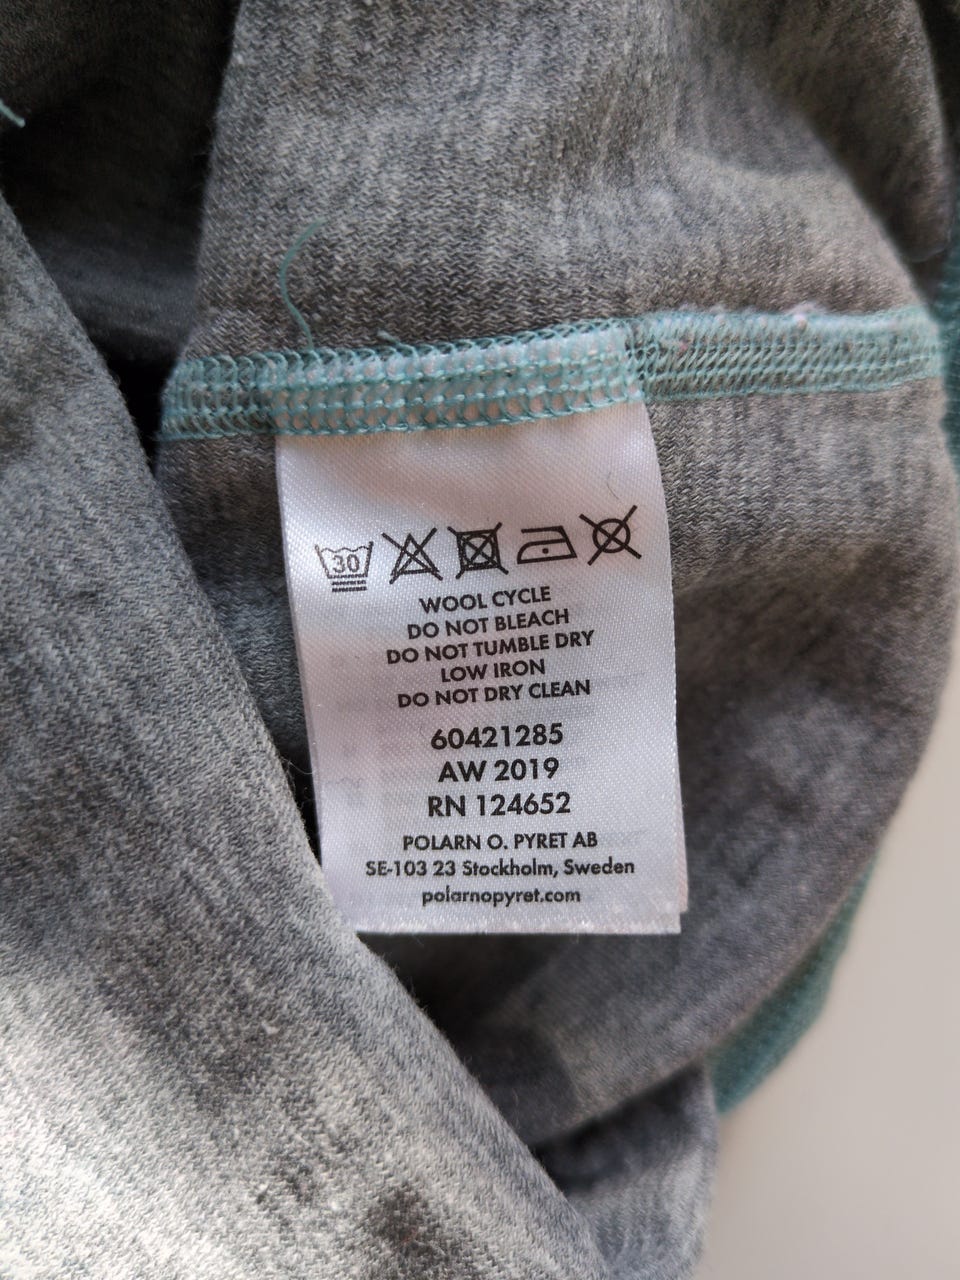 30
WOOL CYCLE
DO NOT BLEACH
DO NOT TUMBLE DRY
LOW IRON
DO NOT DRY CLEAN
60421285
AW 2019
RN 124652
POLARN O. PYRET AB
SE-103 23 Stockholm, Sweden
polarnopyret.com